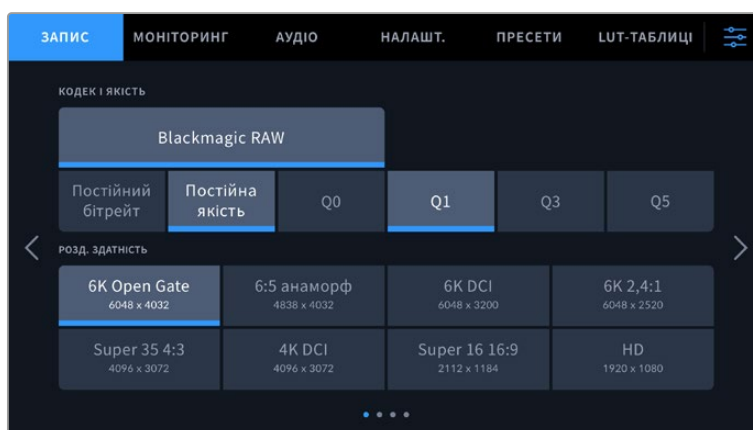 ЗАПИС МОНІТОРИНГ АУДІО НАЛАШТ. ПРЕСЕТИ LUT-ТАБЛИЦІ
КОДЕК І ЯКІСТЬ
Blackmagic RAW
Постійний бітрейт Постійна якість Q0 Q1 Q3 Q5
РОЗД. ЗДАТНІСТЬ
6K Open Gate 6:5 анаморф 6K DCI 6K 2,4:1
6048 x 4032 4838 x 4032 6048 x 3200 6048 x 2520
Super 35 4:3 4K DCI Super 16 16:9 HD
4096 x 3072 4096 x 3072 2112 x 1184 1920 x 1080